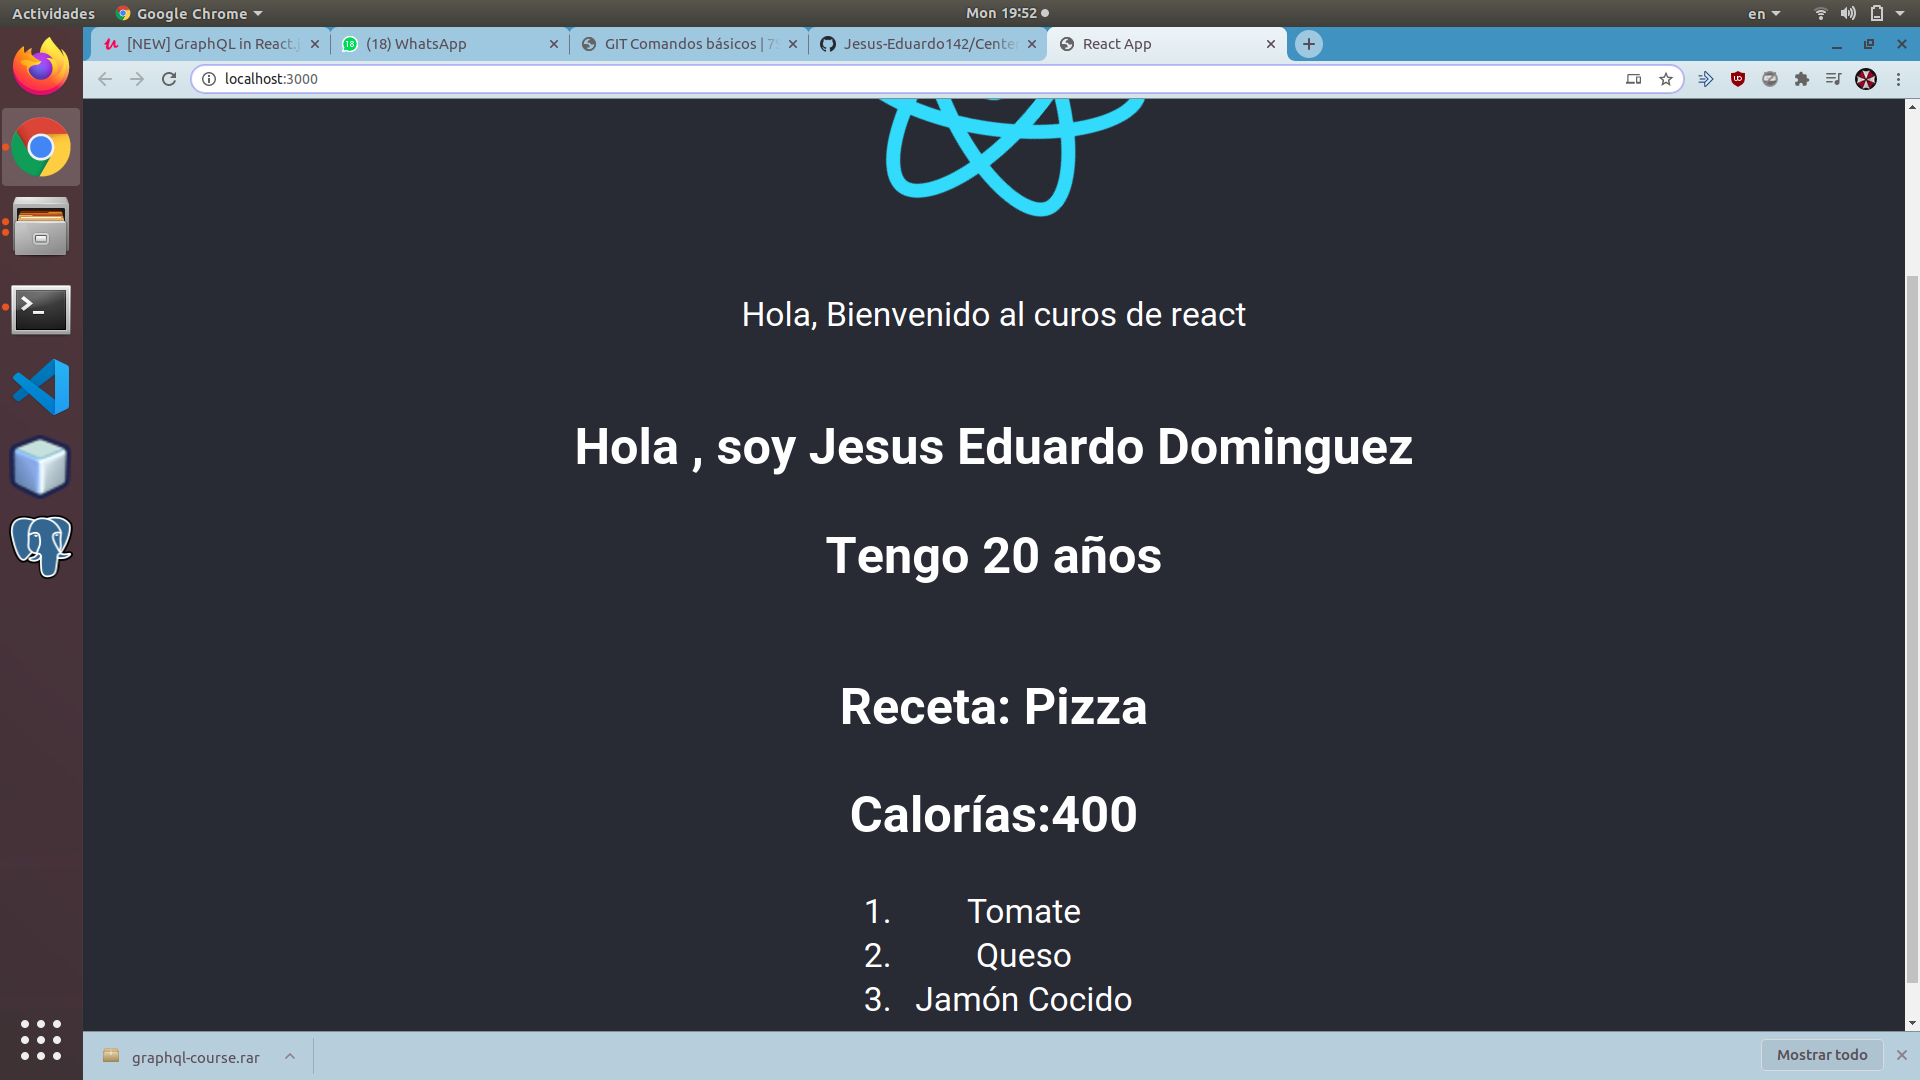 Actividades
Google Chrome
Mon 19:52
en
[NEW] GraphQL in React.j
(18) WhatsApp
GIT Comandos básicos | 7
Jesus-Eduardo142/Cente
React App
localhost:3000
Hola, Bienvenido al curos de react
Hola , soy Jesus Eduardo Dominguez
Tengo 20 años
Receta: Pizza
Calorías:400
1. Tomate
2. Queso
3. Jamón Cocido
graphql-course.rar
Mostrar todo